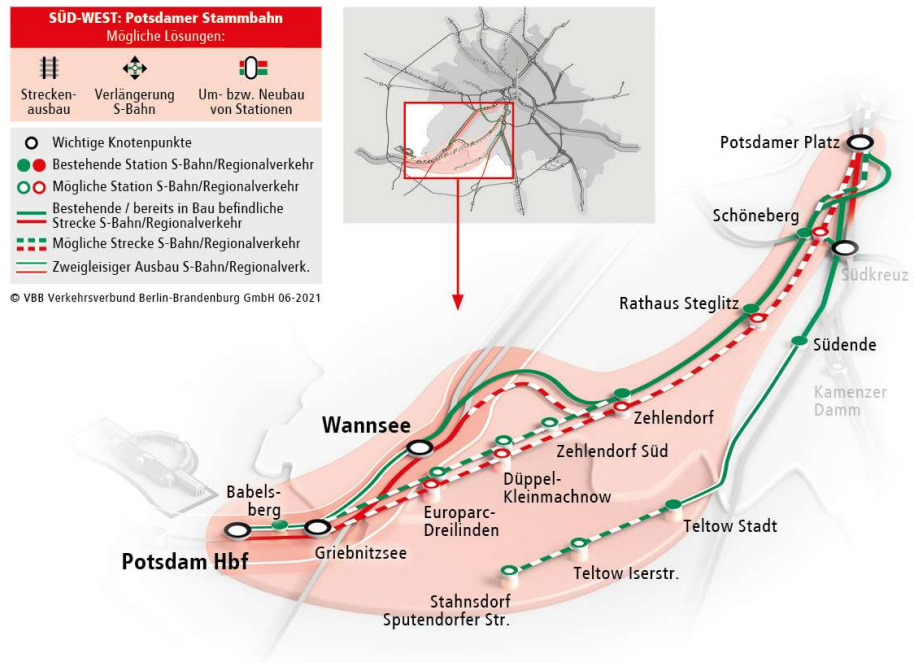 SÜD-WEST: Potsdamer Stammbahn
Mögliche Lösungen:
Strecken-
ausbau
Verlängerung
S-Bahn
Um- bzw. Neubau
von Stationen
Wichtige Knotenpunkte
Bestehende Station S-Bahn/Regionalverkehr
Mögliche Station S-Bahn/Regionalverkehr
Bestehende / bereits in Bau befindliche
Strecke S-Bahn/Regionalverkehr
Mögliche Strecke S-Bahn/Regionalverkehr
Zweigleisiger Ausbau S-Bahn/Regionalverk.
© VBB Verkehrsverbund Berlin-Brandenburg GmbH 06-2021
Potsdamer Platz
Schöneberg
Südkreuz
Rathaus Steglitz
Südende
Kamenzer
Damm
Zehlendorf
Wannsee
Zehlendorf Süd
Düppel-
Kleinmachnow
Babels-
berg
Europarc-
Dreilinden
Teltow Stadt
Griebnitzsee
Potsdam Hbf
Teltow Iserstr.
Stahnsdorf
Sputendorfer Str.